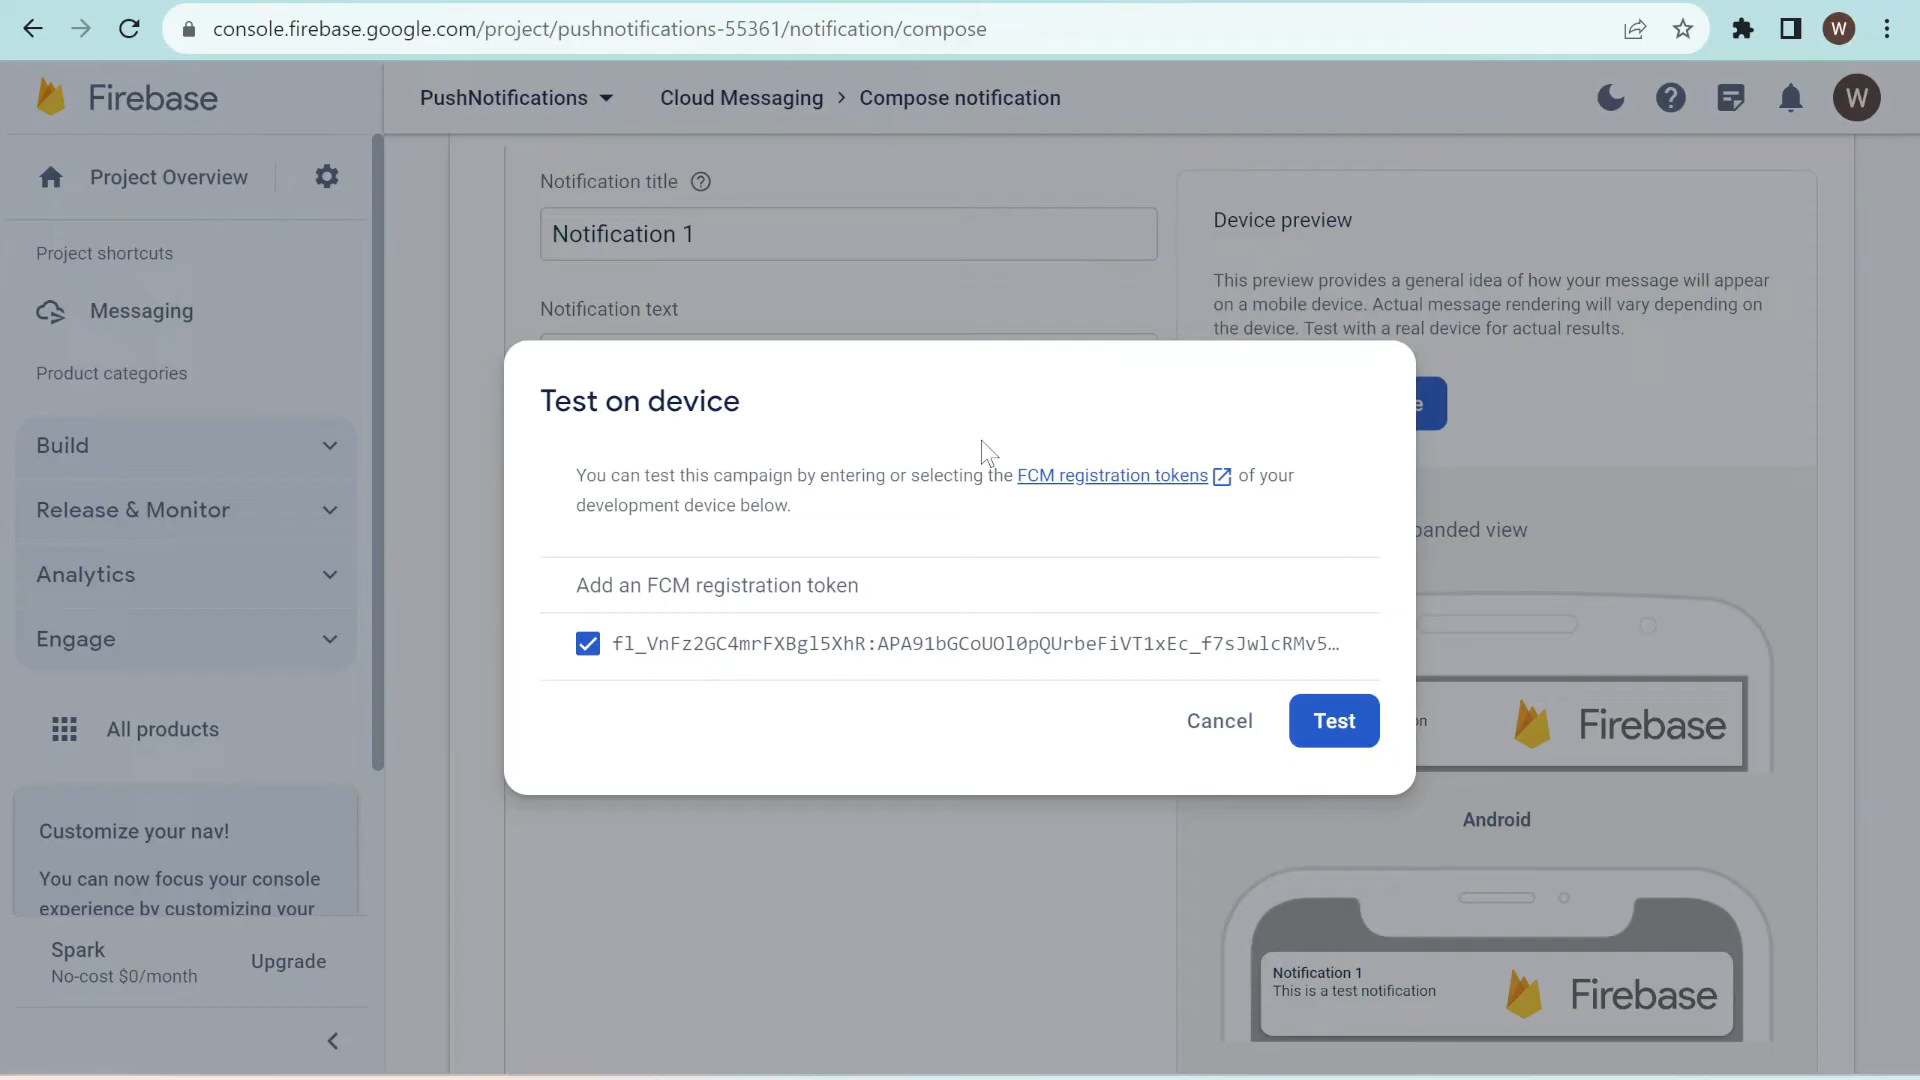 console.firebase.google.com/project/pushnotifications-55361/notification/compose
W
Firebase
PushNotifications
Cloud Messaging > Compose notification
W
Project Overview
Project shortcuts
Messaging
Product categories
Build
Release & Monitor
Analytics
Engage
All products
Customize your nav!
You can now focus your console
experience by customizing your
Spark
No-cost $0/month
Upgrade
Notification title
Notification 1
Notification text
Device preview
This preview provides a general idea of how your message will appear
on a mobile device. Actual message rendering will vary depending on
the device. Test with a real device for actual results.
e
panded view
Test on device
You can test this campaign by entering or selecting the FCM registration tokens of your
development device below.
Add an FCM registration token
fl_VnFz2GC4mrFXBgl5XhR:APA91bGCoUOl0pQUrbeFiVT1xEc_f7sJwlcRMv5…
Cancel
Test
on
Firebase
Android
Notification 1
This is a test notification
Firebase